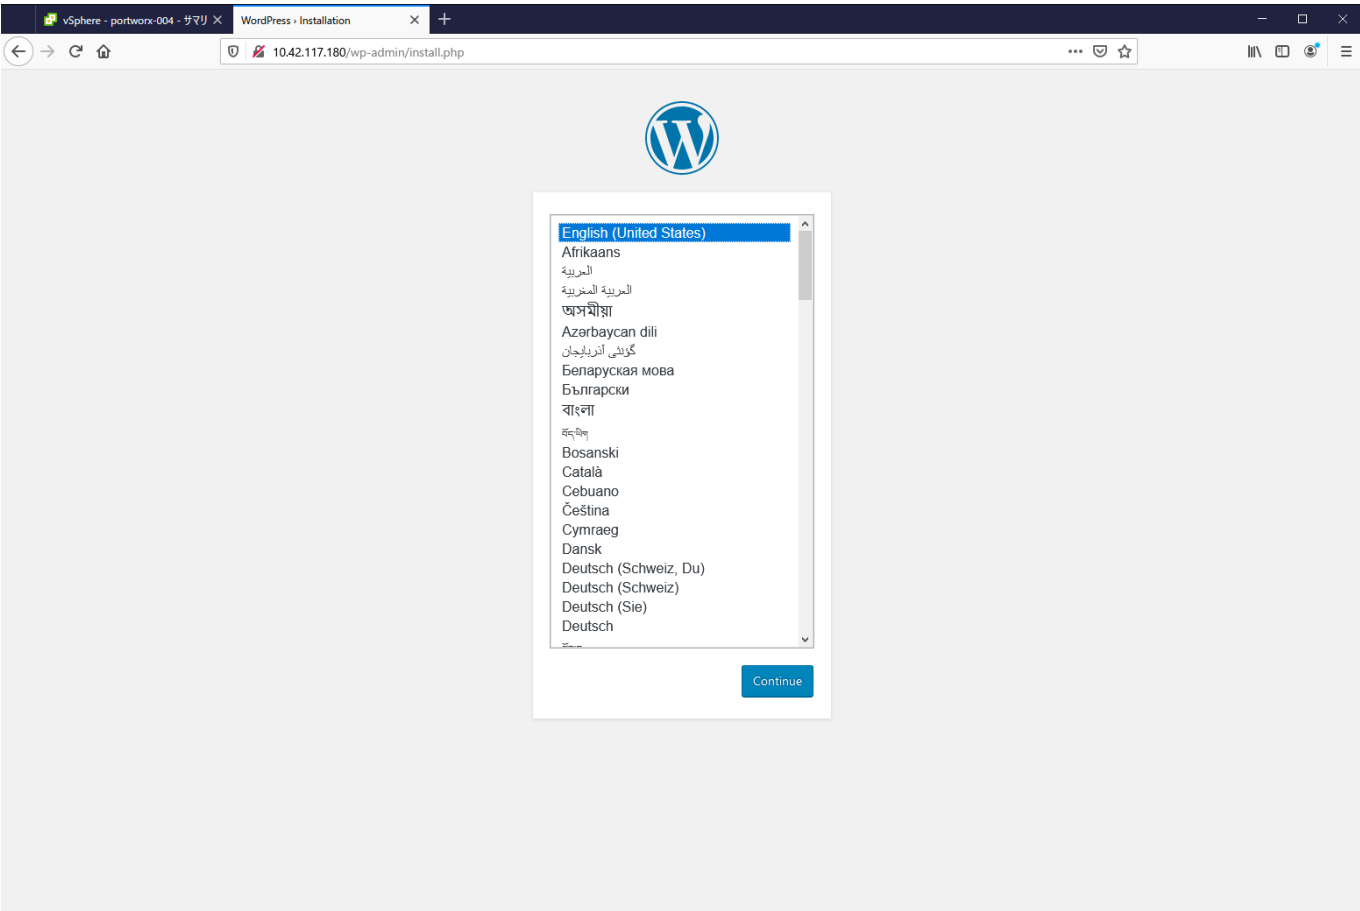 vSphere - portworx-004 - サマリ
WordPress › Installation
10.42.117.180/wp-admin/install.php
English (United States)
Afrikaans
العربية
العربية المغربية
অসমীয়া
Azərbaycan dili
گؤنئی آذربایجان
Беларуская мова
Български
বাংলা
བོད་ཡིག
Bosanski
Català
Cebuano
Čeština
Cymraeg
Dansk
Deutsch (Schweiz, Du)
Deutsch (Schweiz)
Deutsch (Sie)
Deutsch
Continue